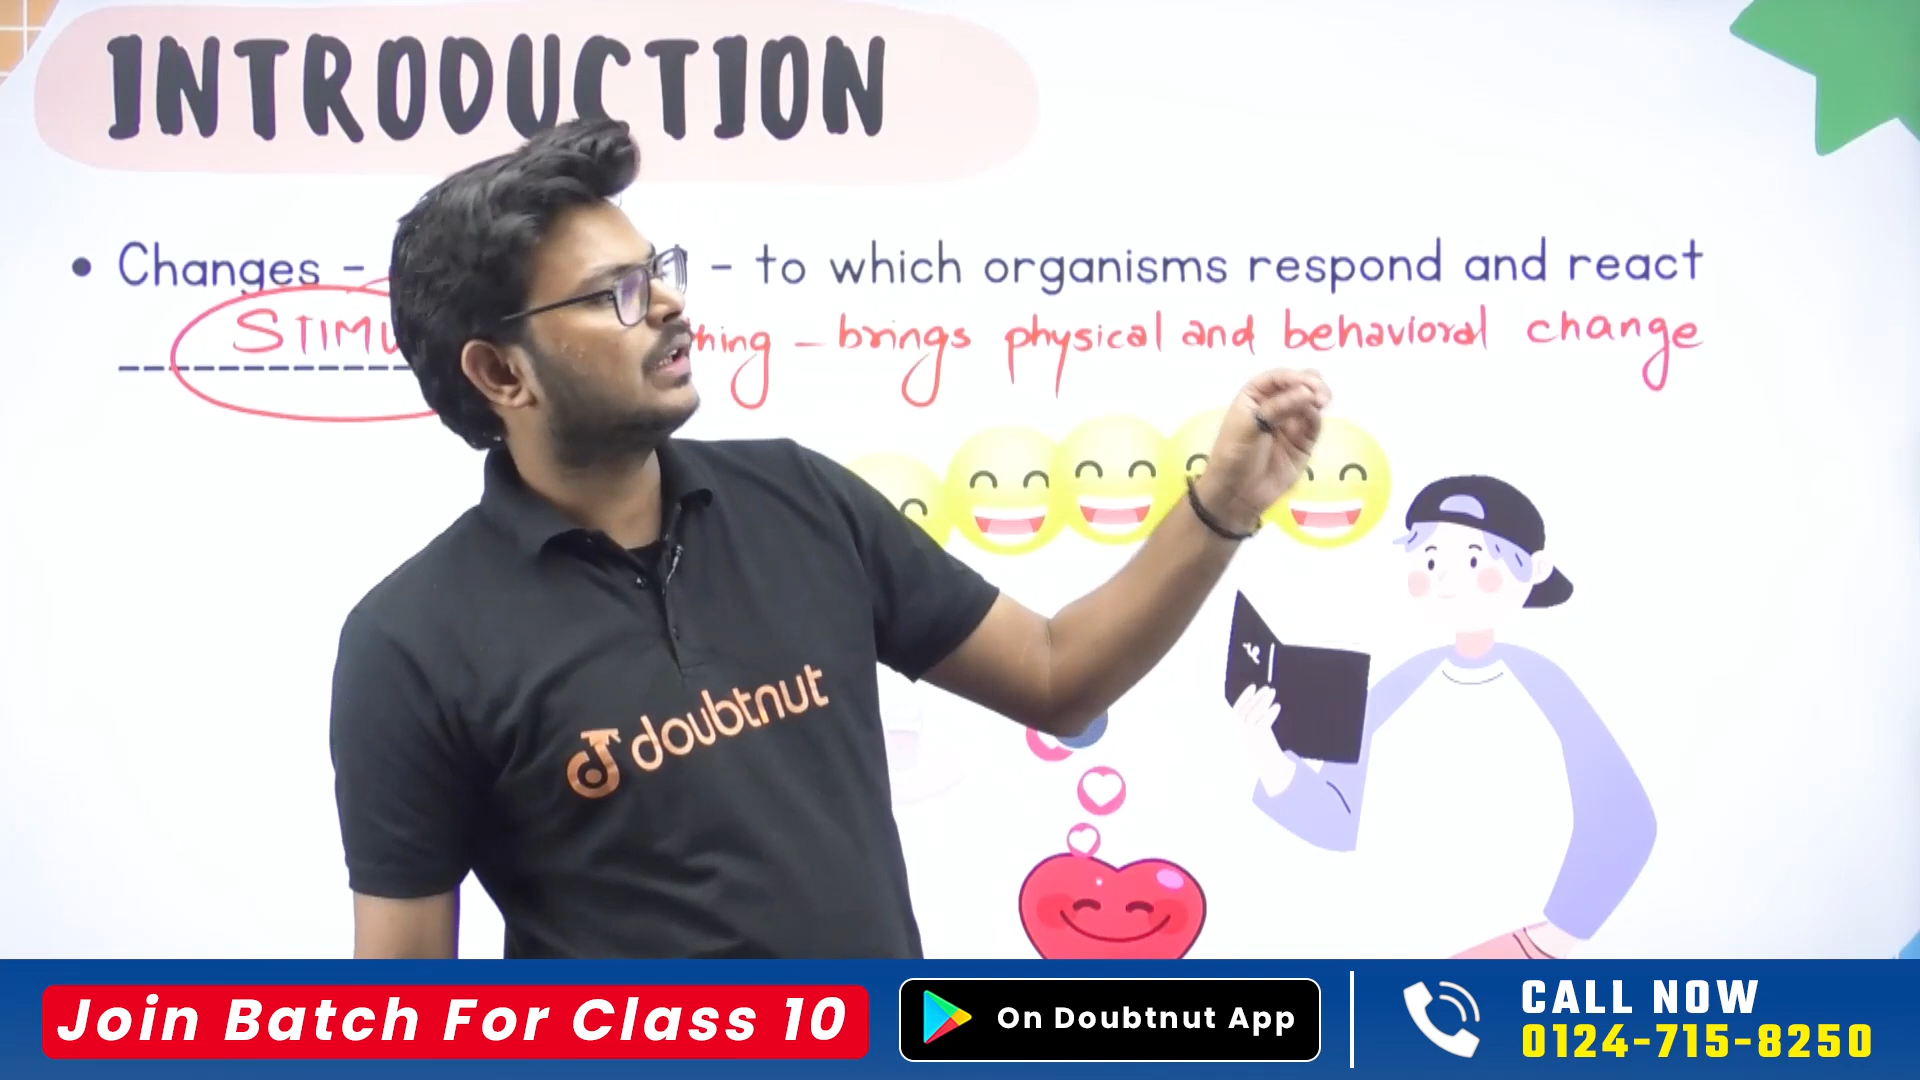 INTRODUCTION
• Changes - - to which organisms respond and react
- brings physical and behavioral change
doubtnut
Join Batch For Class 10
On Doubtnut App
CALL NOW
0124-715-8250